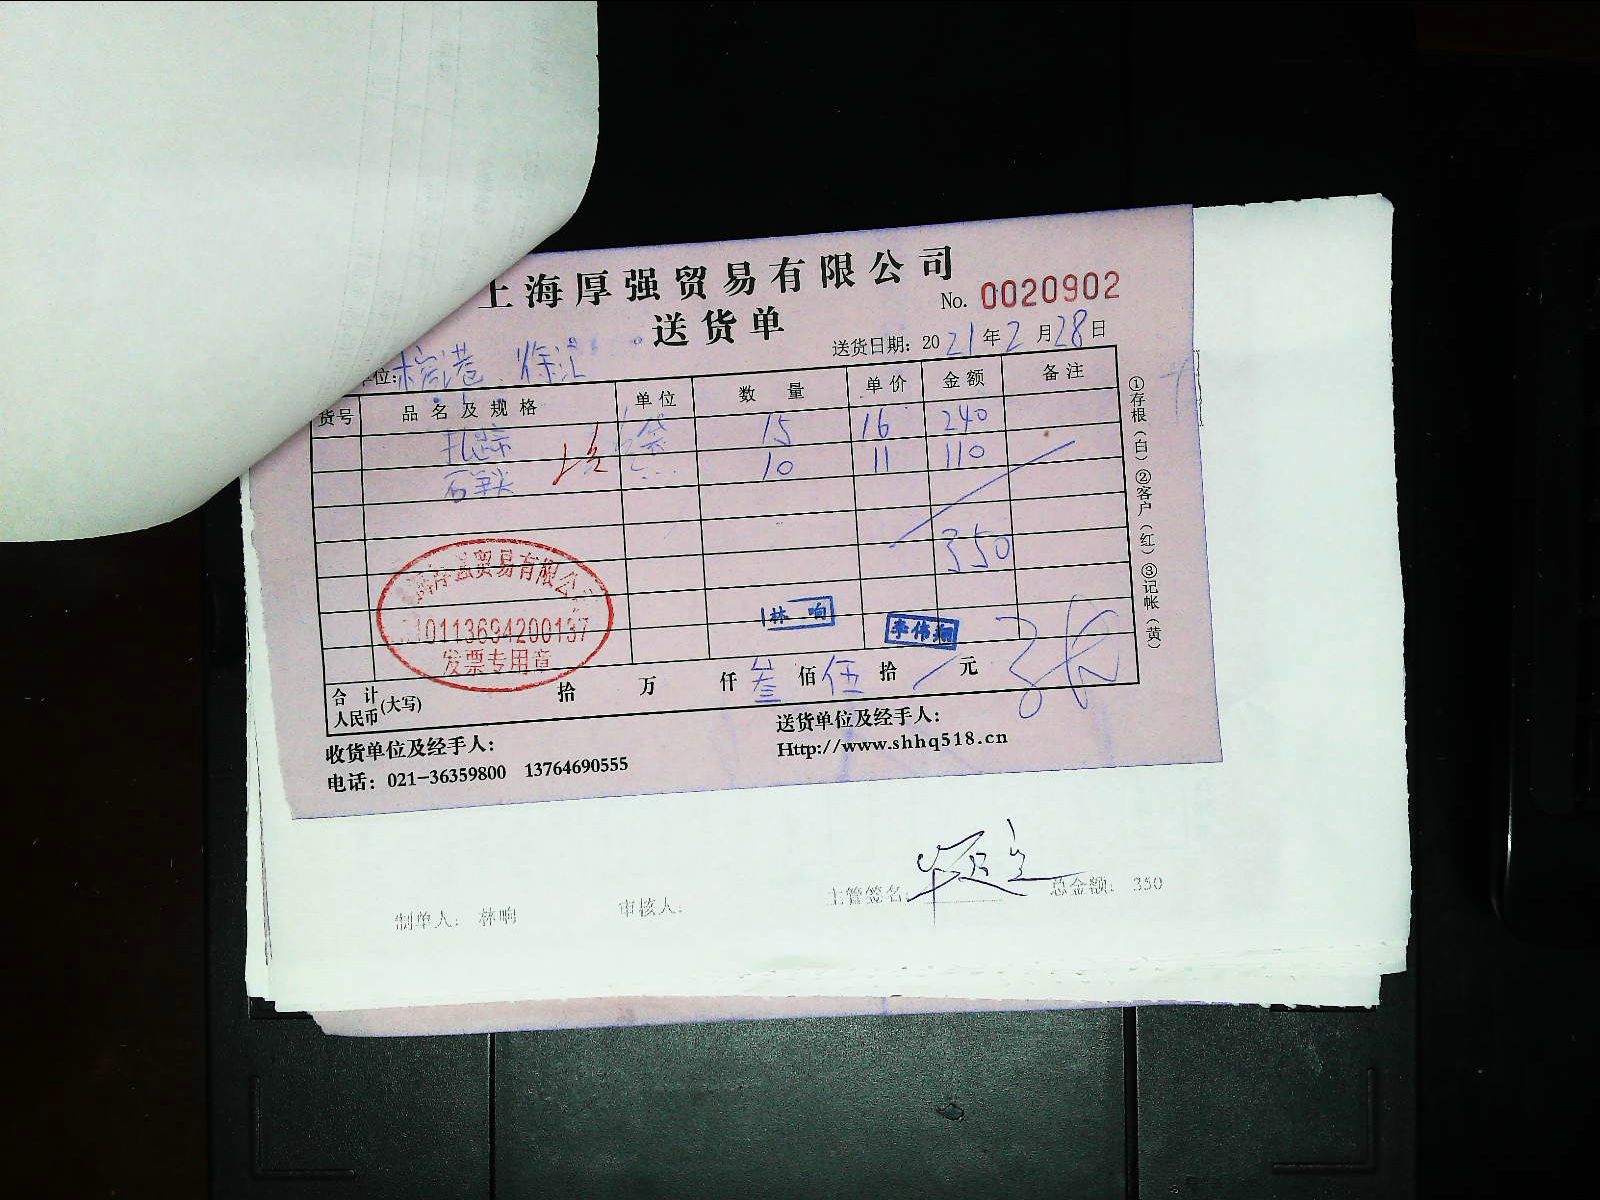 上海厚强贸易有限公司
送货单
No. 0020902
送货日期: 2021年2月28日
位: 港 徐汇
货号 品名及规格 单位 数量 单价 金额 备注
袋 15 16 240
10 11 110
350
贸易有限公
发票专用章
林响
李伟
合计 人民币(大写) 拾 万 仟 叁 佰 伍 拾 元
收货单位及经手人:
送货单位及经手人:
电话: 021-36359800 13764690555
Http://www.shhq518.cn
①存根(白) ②客户(红) ③记帐(黄)
制单人: 林响 审核人: 主管签名: 总金额: 350